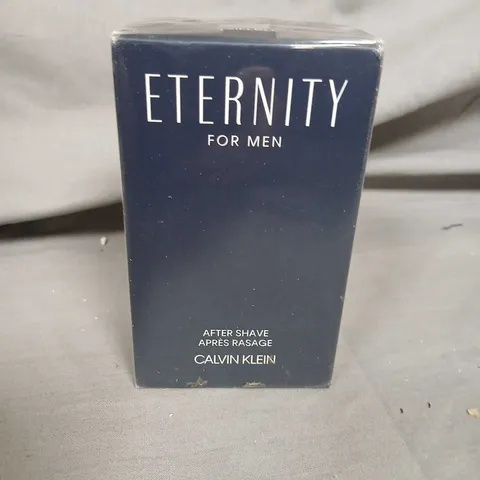 ETERNITY
FOR MEN
AFTER SHAVE
APRÈS RASAGE
CALVIN KLEIN